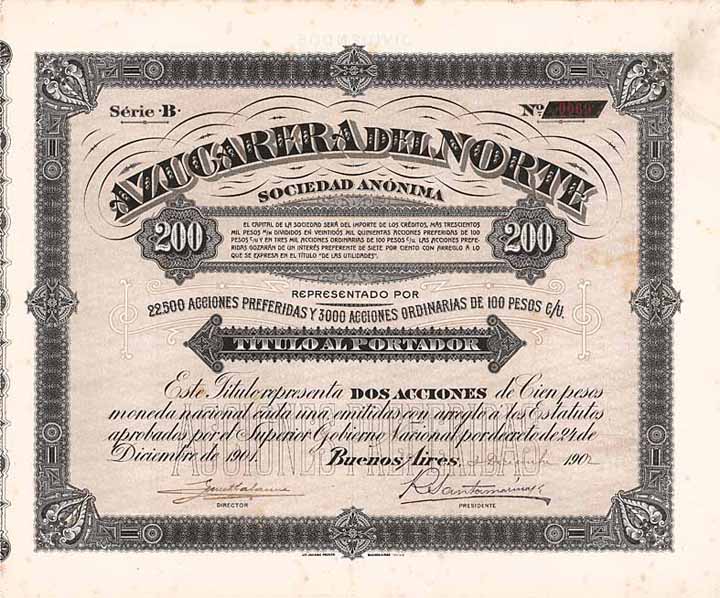 DIVIDENDOS
Série B.
Nº
AZUCARERA DEL NORTE
SOCIEDAD ANÓNIMA
200
EL CAPITAL DE LA SOCIEDAD SERÁ DEL IMPORTE DE LOS CRÉDITOS, MÁS TRESCIENTOS
MIL PESOS M/N DIVIDIDOS EN VEINTIDÓS MIL QUINIENTAS ACCIONES PREFERIDAS DE 100
PESOS C/U Y EN TRES MIL ACCIONES ORDINARIAS DE 100 PESOS C/U. LAS ACCIONES PREFE-
RIDAS GOZARÁN DE UN INTERÉS PREFERENTE DE SIETE POR CIENTO CON ARREGLO A LO
QUE SE EXPRESA EN EL TÍTULO "DE LAS UTILIDADES".
200
REPRESENTADO POR
22.500 ACCIONES PREFERIDAS Y 3000 ACCIONES ORDINARIAS DE 100 PESOS C/U.
TÍTULO AL PORTADOR
Este Título representa DOS ACCIONES de Cien pesos
moneda nacional cada una, emitidas con arreglo á los Estatutos
aprobados por el Superior Gobierno Nacional por decreto de 24 de
Diciembre de 1901.
Buenos Aires, 1902
ACCIONES PREFERIDAS
DIRECTOR
PRESIDENTE